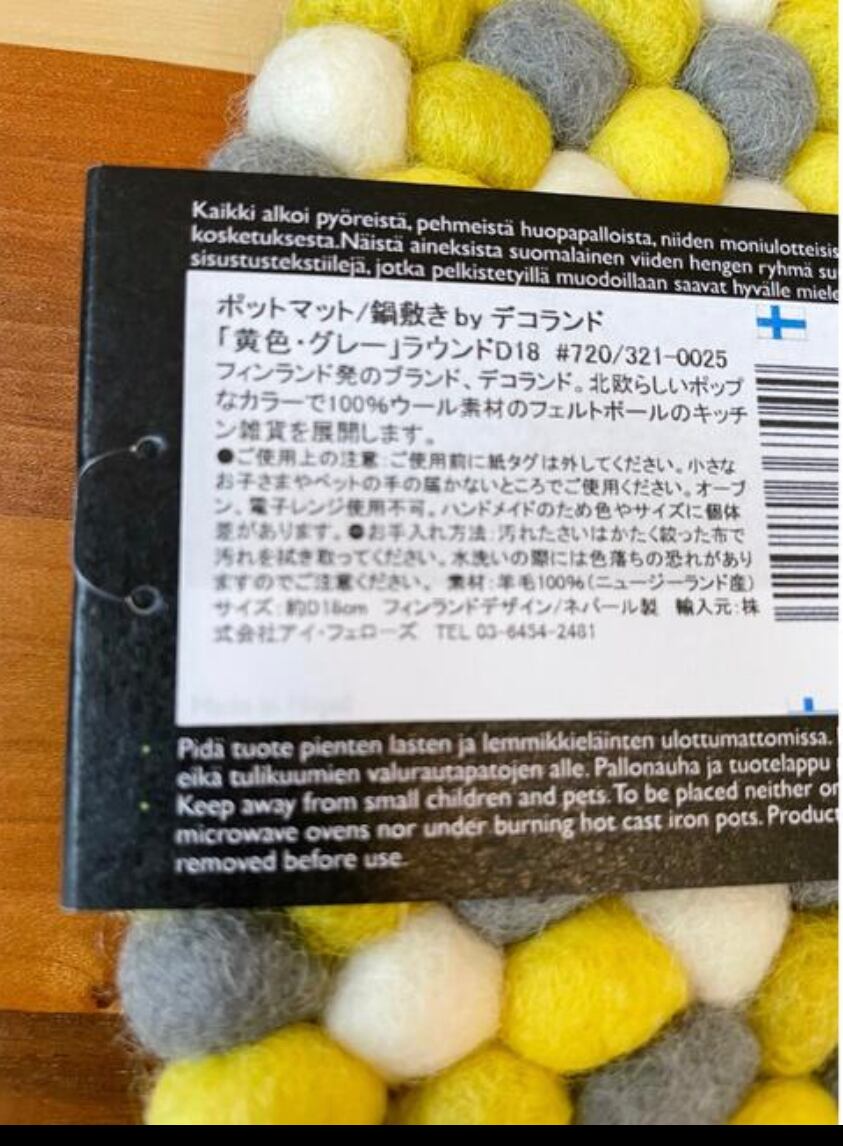 Kaikki alkoi pyöreistä, pehmeistä huopapalloista, niiden moniulotteisis
kosketuksesta.Näistä aineksista suomalainen viiden hengen ryhmä su
sisustustekstiilejä, jotka pelkistetyillä muodoillaan saavat hyvälle miele
ポットマット/鍋敷き by デコランド
「黄色・グレー」ラウンドD18 #720/321-0025
フィンランド発のブランド、デコランド。北欧らしいポップ
なカラーで100%ウール素材のフェルトボールのキッチ
ン雑貨を展開します。
●ご使用上の注意:ご使用前に紙タグは外してください。小さな
お子さまやペットの手の届かないところでご使用ください。オーブ
ン、電子レンジ使用不可。ハンドメイドのため色やサイズに個体
差があります。●お手入れ方法:汚れたさいはかたく絞った布で
汚れを拭き取ってください。水洗いの際には色落ちの恐れがあり
ますのでご注意ください。 素材:羊毛100%(ニュージーランド産)
サイズ:約D18cm フィンランドデザイン/ネパール製 輸入元:株
式会社アイ・フェローズ TEL 03-6454-2481
Made in Nepal
Pidä tuote pienten lasten ja lemmikkieläinten ulottumattomissa.
eikä tulikuumien valurautapatojen alle. Pallonauha ja tuotelappu
Keep away from small children and pets. To be placed neither or
microwave ovens nor under burning hot cast iron pots. Product
removed before use.